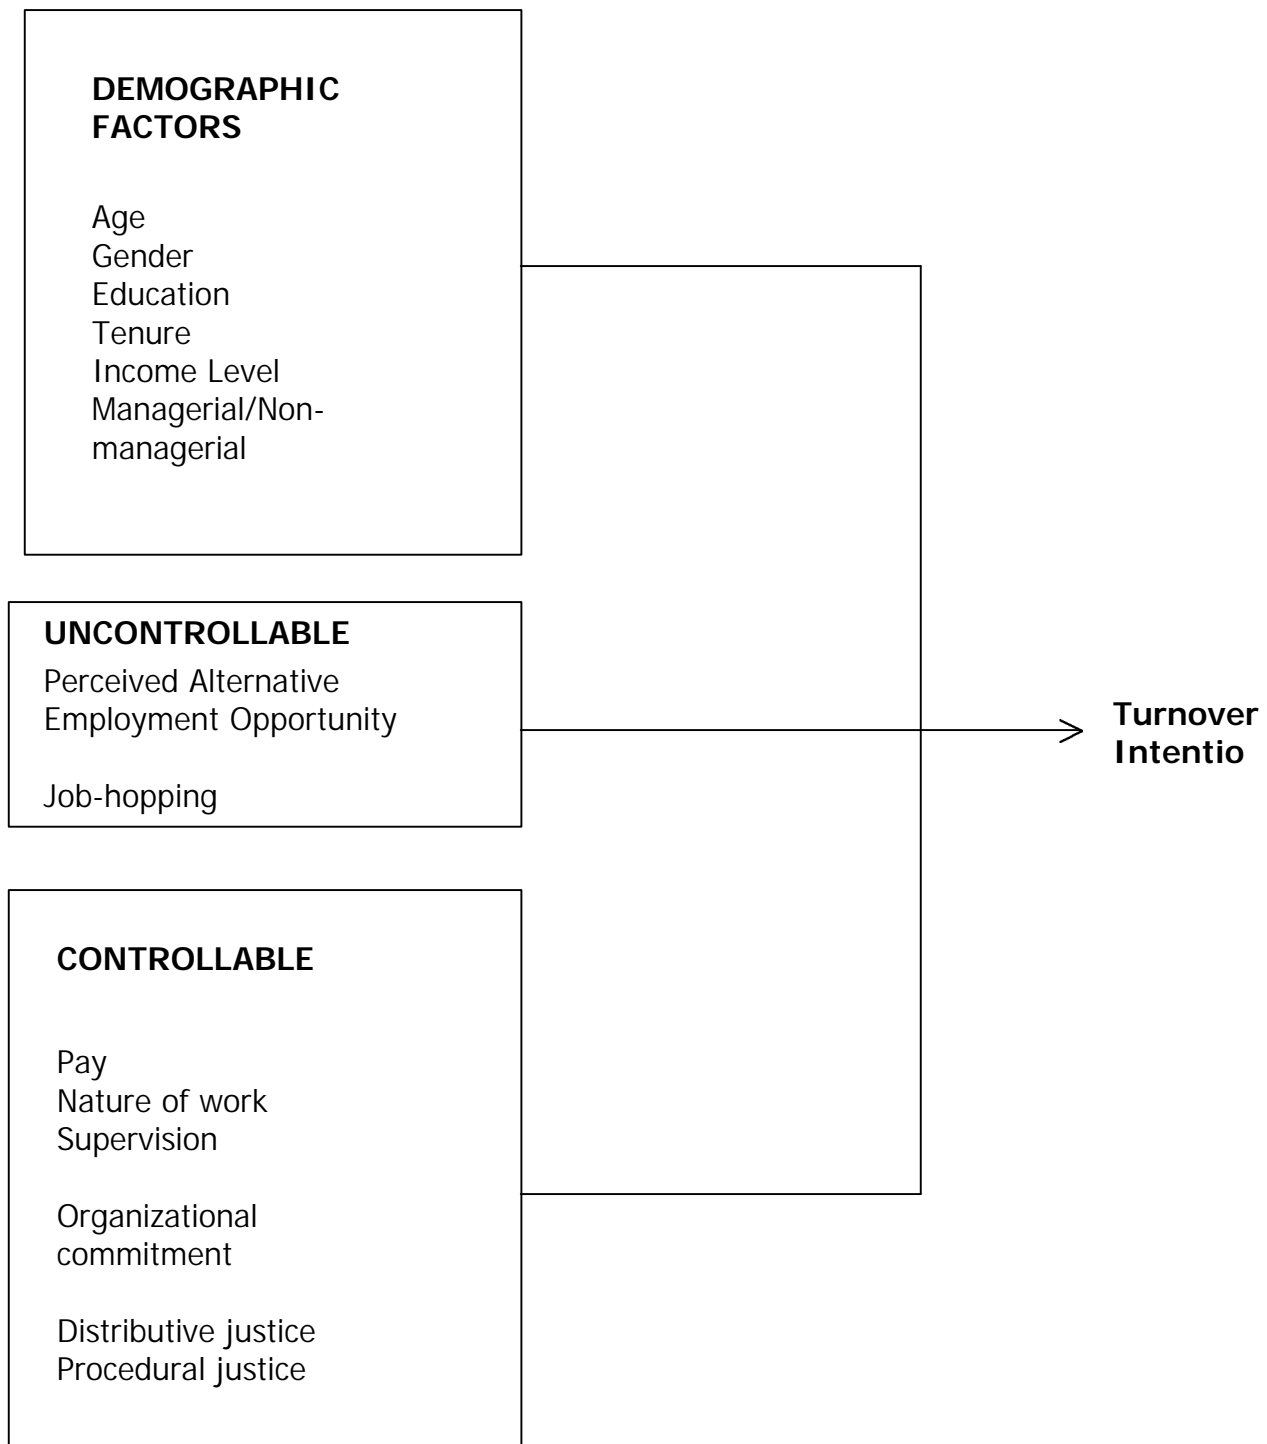 DEMOGRAPHIC
FACTORS
Age
Gender
Education
Tenure
Income Level
Managerial/Non-
managerial
UNCONTROLLABLE
Perceived Alternative
Employment Opportunity
Job-hopping
Turnover
Intentio
CONTROLLABLE
Pay
Nature of work
Supervision
Organizational
commitment
Distributive justice
Procedural justice